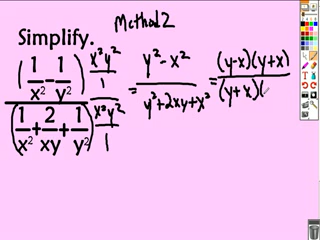 Method 2
Simplify.
(1/x² - 1/y²) x²y²/1
/ (1/x² + 2/xy + 1/y²) x²y²/1
= (y² - x²) / (y² + 2xy + x²) = (y-x)(y+x) / (y+x)(